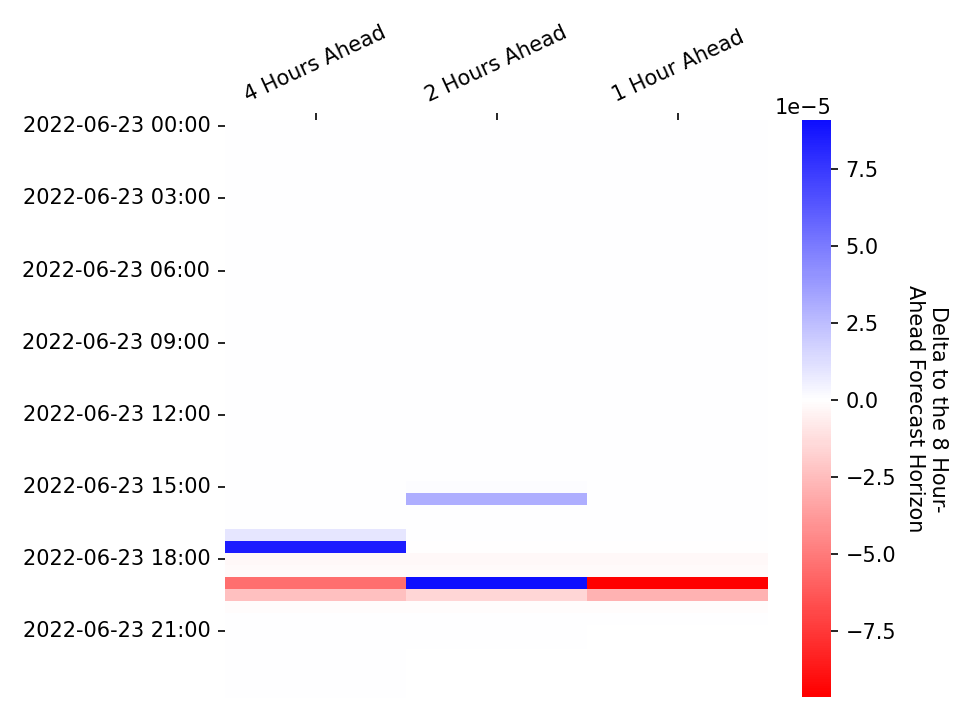 4 Hours Ahead
2 Hours Ahead
1 Hour Ahead
2022-06-23 00:00
2022-06-23 03:00
2022-06-23 06:00
2022-06-23 09:00
2022-06-23 12:00
2022-06-23 15:00
2022-06-23 18:00
2022-06-23 21:00
1e−5
7.5
5.0
2.5
0.0
−2.5
−5.0
−7.5
Delta to the 8 Hour-
Ahead Forecast Horizon